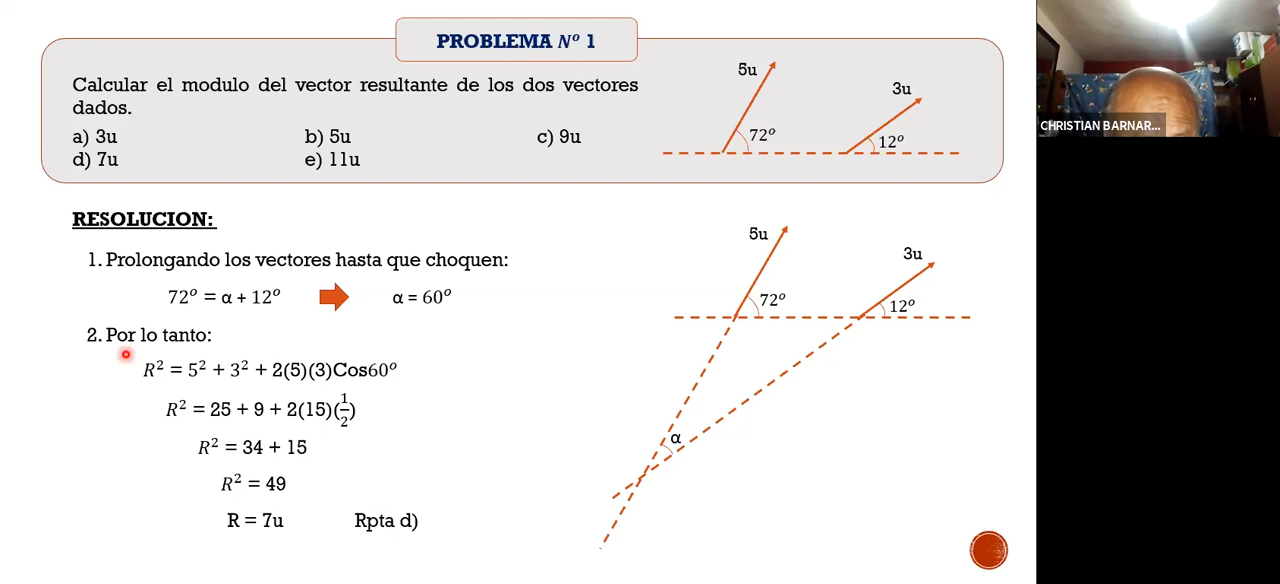 PROBLEMA Nº 1
Calcular el modulo del vector resultante de los dos vectores
dados.
a) 3u b) 5u c) 9u
d) 7u e) 11u
5u
72º
3u
12º
CHRISTIAN BARNAR...
RESOLUCION:
1. Prolongando los vectores hasta que choquen:
72º = α + 12º α = 60º
2. Por lo tanto:
R² = 5² + 3² + 2(5)(3)Cos60º
R² = 25 + 9 + 2(15)(1/2)
R² = 34 + 15
R² = 49
R = 7u Rpta d)
5u
72º
3u
12º
α